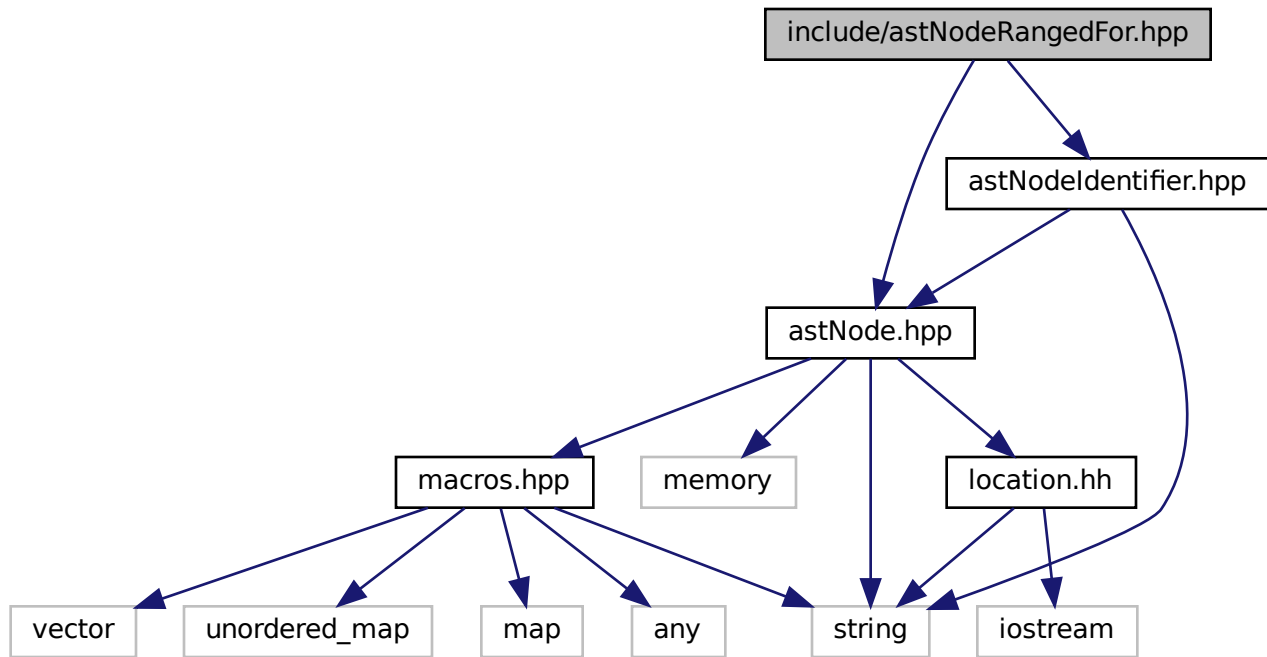 include/astNodeRangedFor.hpp
astNodeIdentifier.hpp
astNode.hpp
macros.hpp
memory
location.hh
vector
unordered_map
map
any
string
iostream